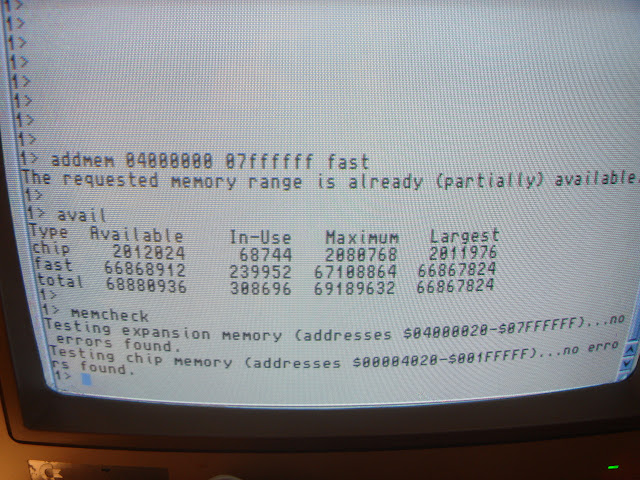 1>
1>
1>
1>
1>
1>
1>
1>
1> addmem 04000000 07ffffff fast
The requested memory range is already (partially) available.
1>
1> avail
Type Available In-Use Maximum Largest
chip 2012024 68744 2080768 2011976
fast 66868912 239952 67108864 66867824
total 68880936 308696 69189632 66867824
1>
1> memcheck
Testing expansion memory (addresses $04000020-$07FFFFFF)...no
errors found.
Testing chip memory (addresses $00004020-$001FFFFF)...no erro
rs found.
1>